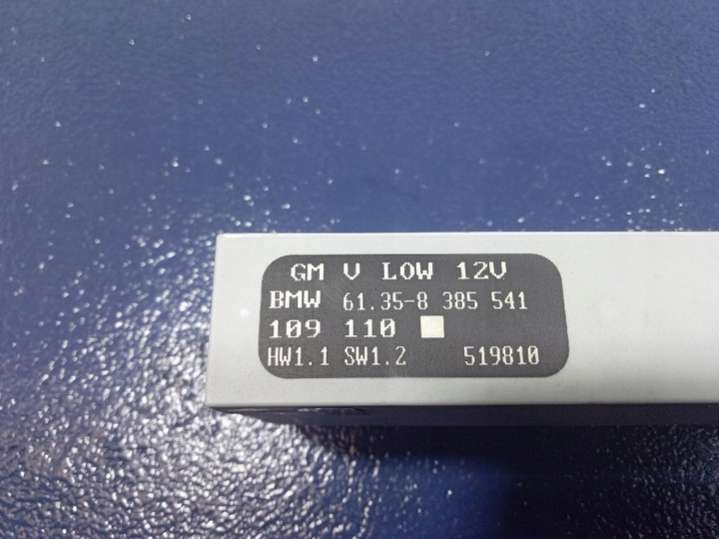 GM V LOW 12V
BMW 61.35-8 385 541
109 110
HW1.1 SW1.2 519810